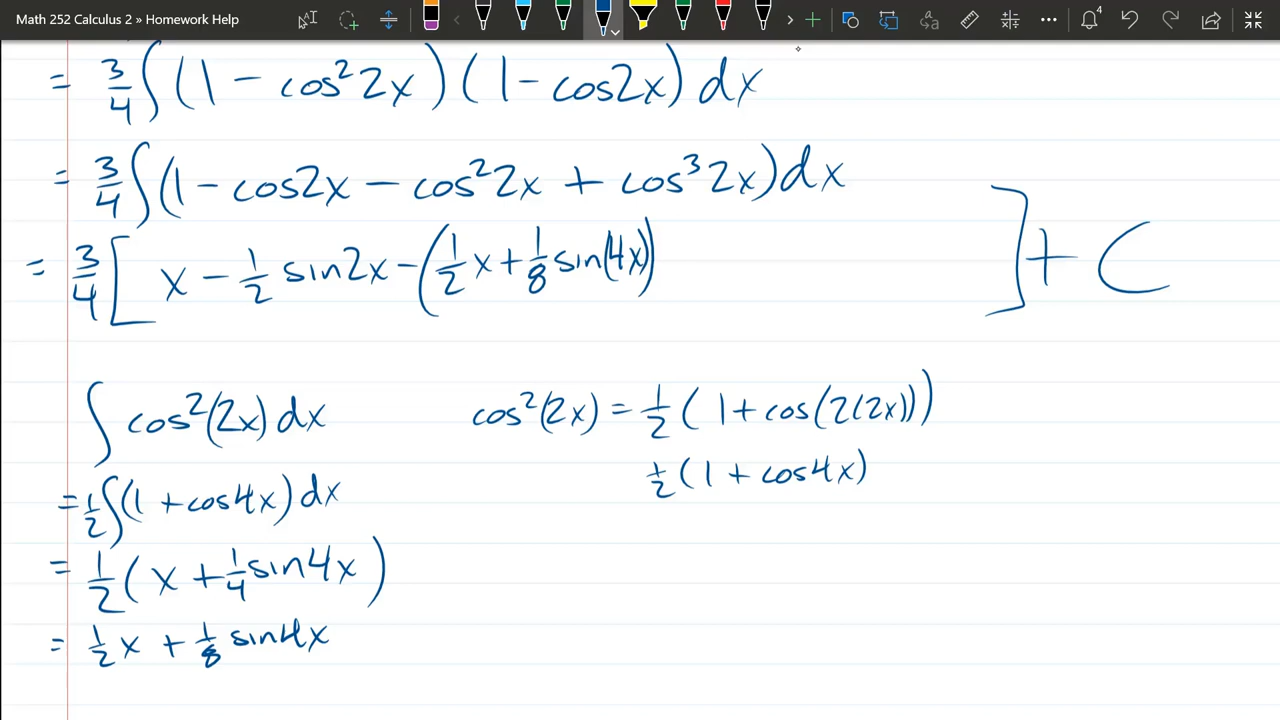 Math 252 Calculus 2 » Homework Help
4
= 3/4 ∫ (1 - cos²2x)(1 - cos2x) dx
= 3/4 ∫ (1 - cos2x - cos²2x + cos³2x) dx
= 3/4 [ x - 1/2 sin2x - (1/2 x + 1/8 sin(4x)) ] + C
∫ cos²(2x) dx
cos²(2x) = 1/2 (1 + cos(2(2x)))
1/2 (1 + cos4x)
= 1/2 ∫ (1 + cos4x) dx
= 1/2 (x + 1/4 sin4x)
= 1/2 x + 1/8 sin4x